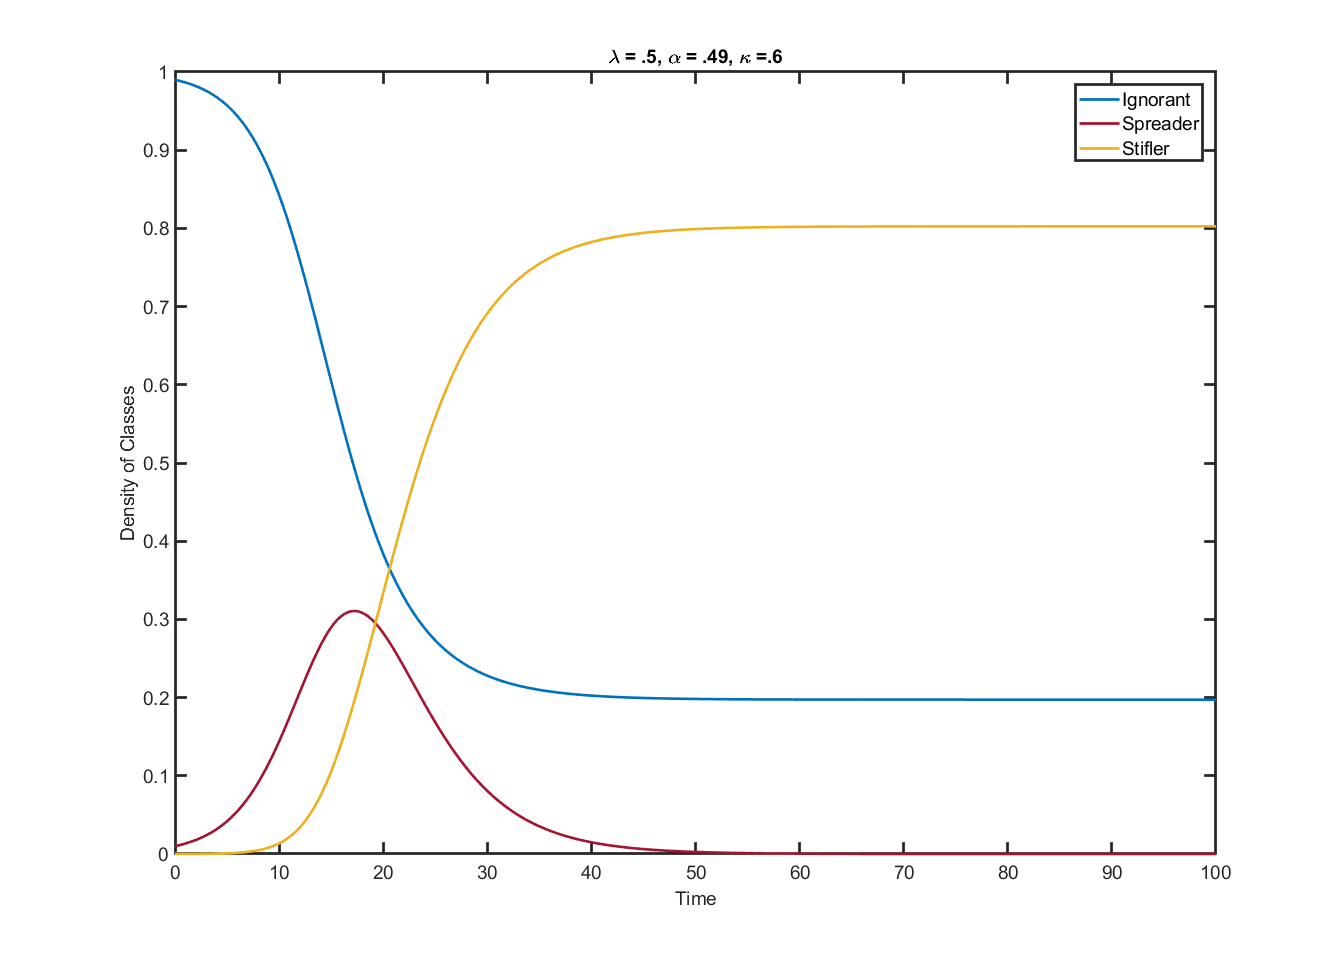 λ = .5, α = .49, κ =.6
Ignorant
Spreader
Stifler
1
0.9
0.8
0.7
0.6
0.5
0.4
0.3
0.2
0.1
0
Density of Classes
0 10 20 30 40 50 60 70 80 90 100
Time